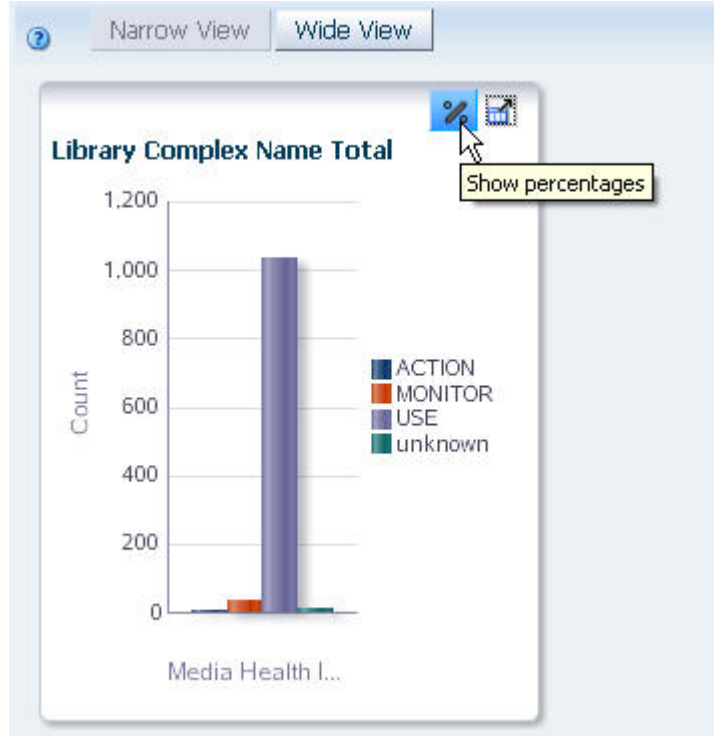 Narrow View
Wide View
Library Complex Name Total
Show percentages
1,200
1,000
800
600
400
200
0
Count
ACTION
MONITOR
USE
unknown
Media Health I...